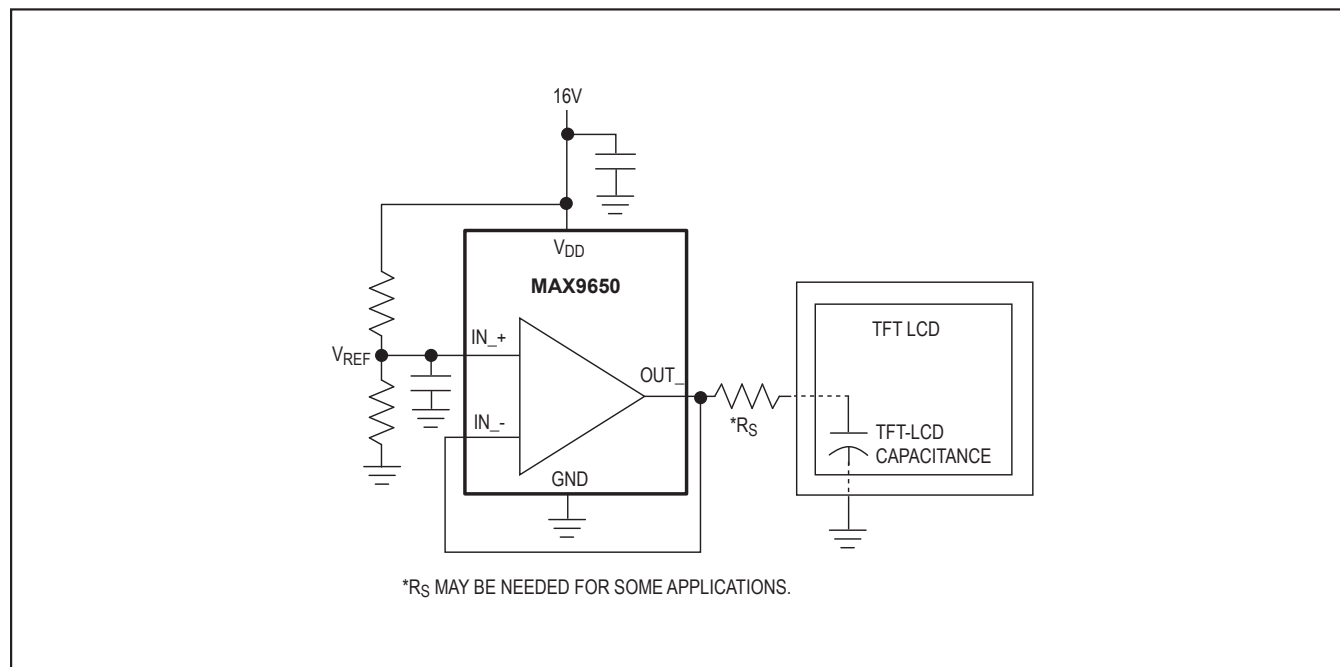 16V
VDD
MAX9650
TFT LCD
IN_+
VREF
OUT_
*RS
IN_-
TFT-LCD
CAPACITANCE
GND
*RS MAY BE NEEDED FOR SOME APPLICATIONS.